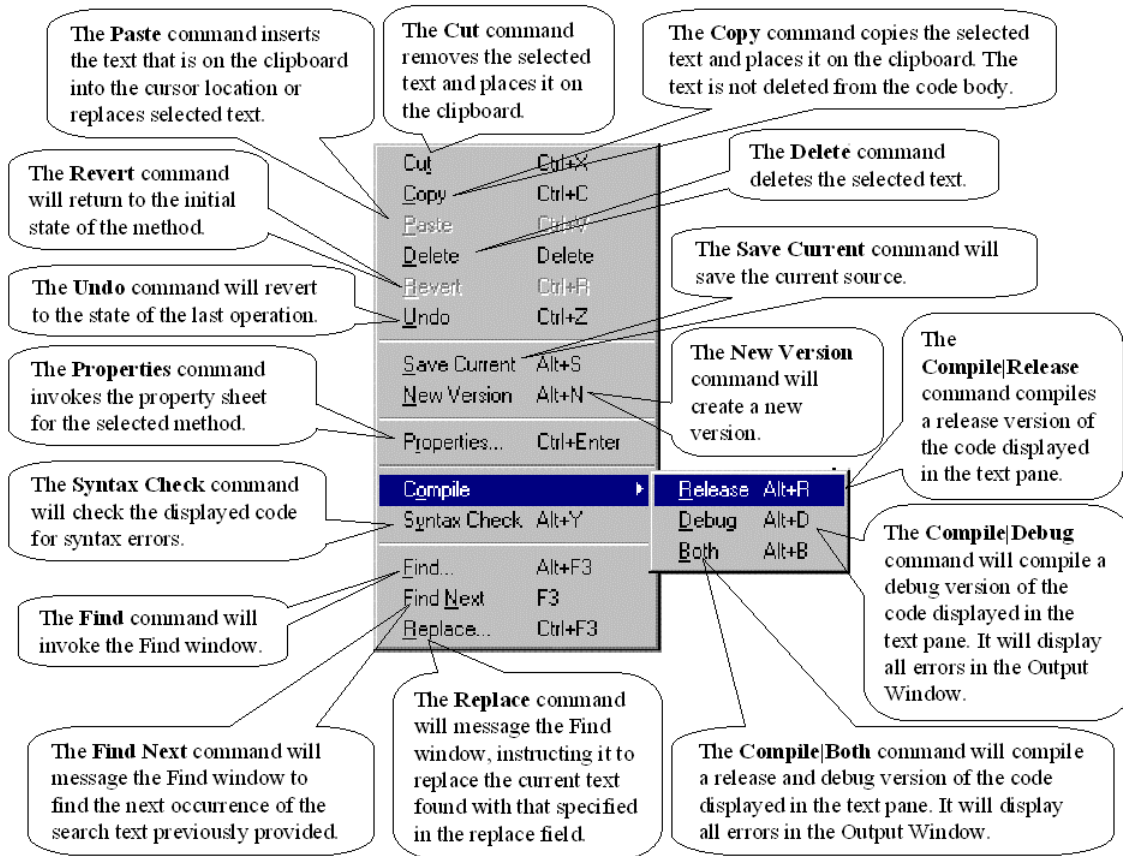 The Paste command inserts
the text that is on the clipboard
into the cursor location or
replaces selected text.
The Cut command
removes the selected
text and places it on
the clipboard.
The Copy command copies the selected
text and places it on the clipboard. The
text is not deleted from the code body.
The Revert command
will return to the initial
state of the method.
The Delete command
deletes the selected text.
The Undo command will revert
to the state of the last operation.
The Save Current command will
save the current source.
The Properties command
invokes the property sheet
for the selected method.
The New Version
command will
create a new
version.
The
Compile|Release
command compiles
a release version of
the code displayed
in the text pane.
The Syntax Check command
will check the displayed code
for syntax errors.
The Compile|Debug
command will compile a
debug version of the
code displayed in the
text pane. It will display
all errors in the Output
Window.
The Find command will
invoke the Find window.
The Find Next command will
message the Find window to
find the next occurrence of the
search text previously provided.
The Replace command
will message the Find
window, instructing it to
replace the current text
found with that specified
in the replace field.
The Compile|Both command will compile
a release and debug version of the code
displayed in the text pane. It will display
all errors in the Output Window.
Cut Ctrl+X
Copy Ctrl+C
Paste Ctrl+V
Delete Delete
Revert Ctrl+R
Undo Ctrl+Z
Save Current Alt+S
New Version Alt+N
Properties... Ctrl+Enter
Compile
Syntax Check Alt+Y
Find... Alt+F3
Find Next F3
Replace... Ctrl+F3
Release Alt+R
Debug Alt+D
Both Alt+B